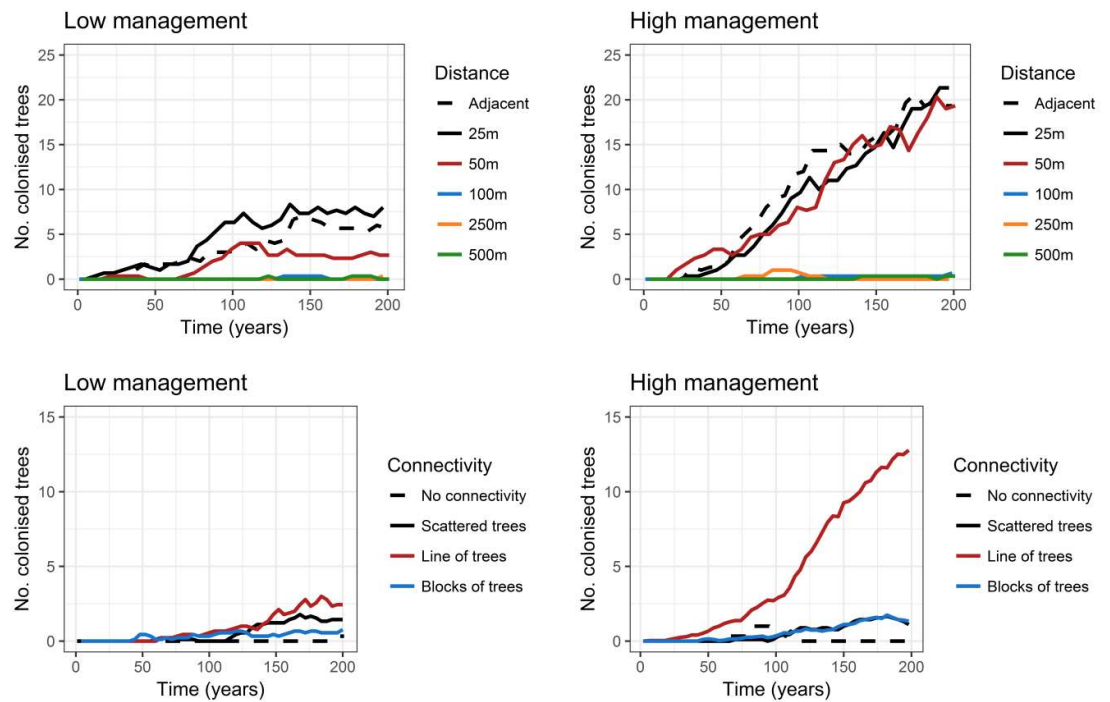 Low management
No. colonised trees
25
20
15
10
5
0
0 50 100 150 200
Time (years)
Distance
Adjacent
25m
50m
100m
250m
500m
High management
No. colonised trees
25
20
15
10
5
0
0 50 100 150 200
Time (years)
Distance
Adjacent
25m
50m
100m
250m
500m
Low management
No. colonised trees
15
10
5
0
0 50 100 150 200
Time (years)
Connectivity
No connectivity
Scattered trees
Line of trees
Blocks of trees
High management
No. colonised trees
15
10
5
0
0 50 100 150 200
Time (years)
Connectivity
No connectivity
Scattered trees
Line of trees
Blocks of trees